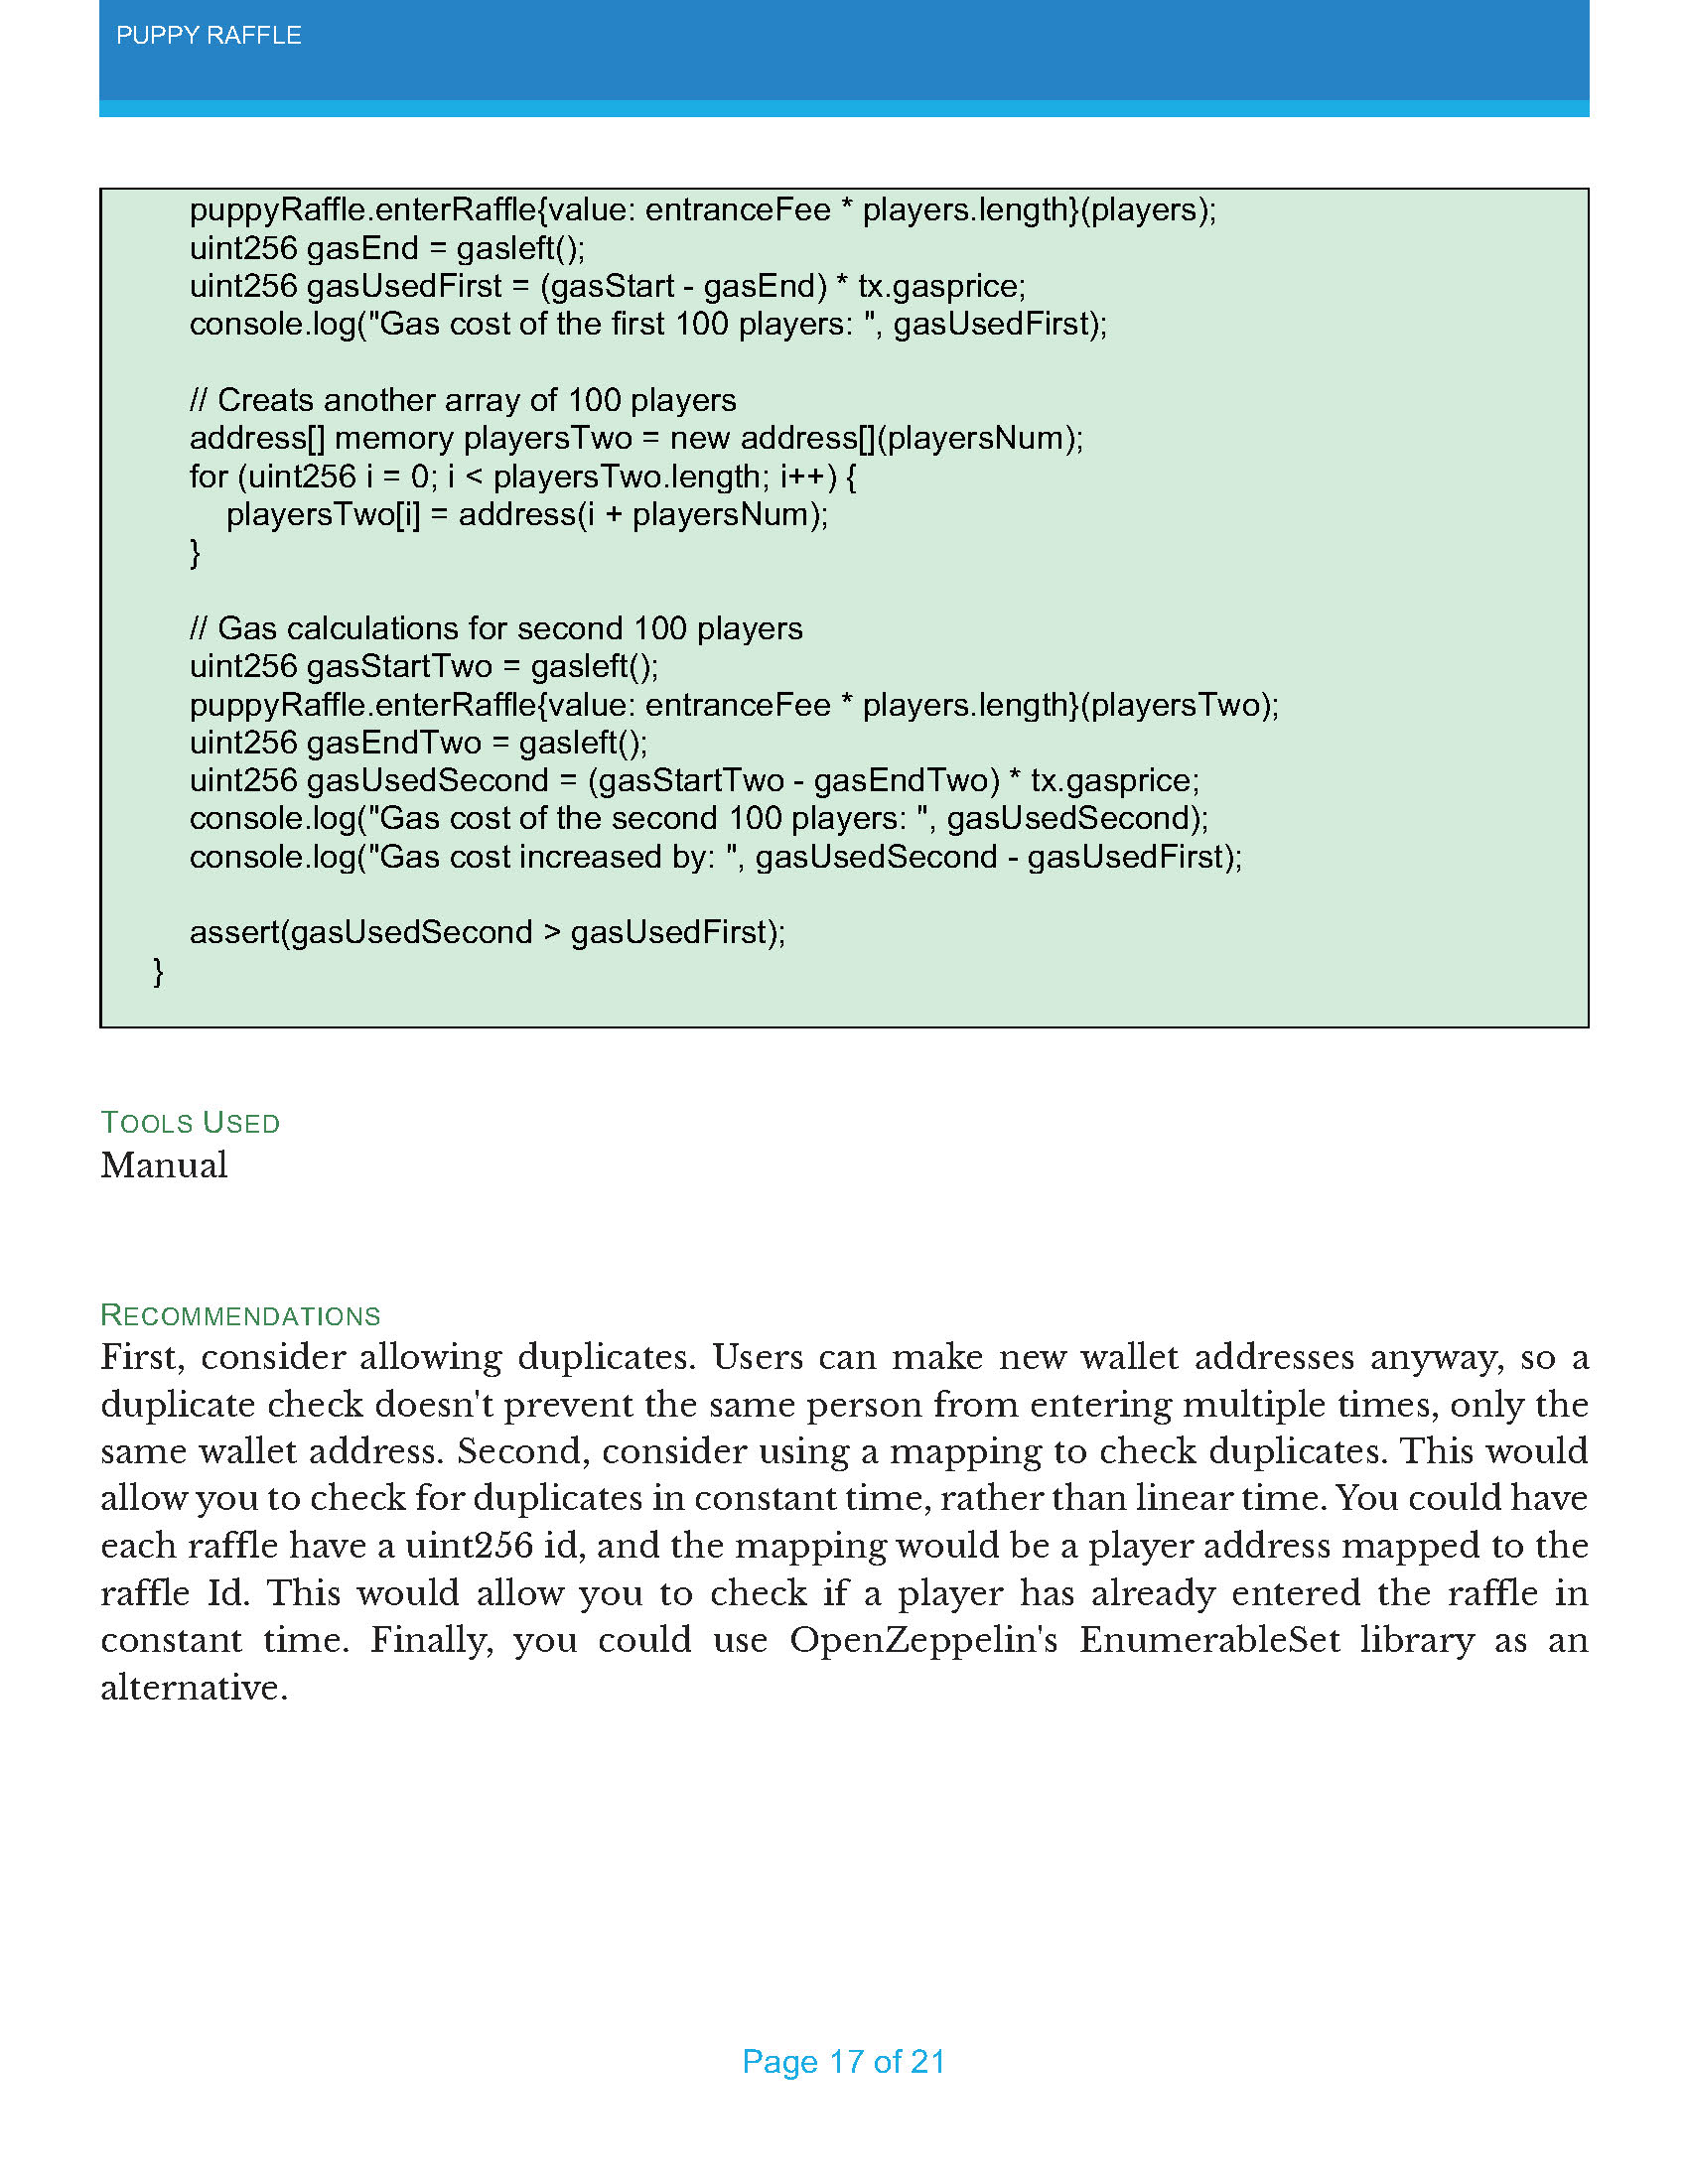 PUPPY RAFFLE
puppyRaffle.enterRaffle{value: entranceFee * players.length}(players);
uint256 gasEnd = gasleft();
uint256 gasUsedFirst = (gasStart - gasEnd) * tx.gasprice;
console.log("Gas cost of the first 100 players: ", gasUsedFirst);
// Creats another array of 100 players
address[] memory playersTwo = new address[](playersNum);
for (uint256 i = 0; i < playersTwo.length; i++) {
playersTwo[i] = address(i + playersNum);
}
// Gas calculations for second 100 players
uint256 gasStartTwo = gasleft();
puppyRaffle.enterRaffle{value: entranceFee * players.length}(playersTwo);
uint256 gasEndTwo = gasleft();
uint256 gasUsedSecond = (gasStartTwo - gasEndTwo) * tx.gasprice;
console.log("Gas cost of the second 100 players: ", gasUsedSecond);
console.log("Gas cost increased by: ", gasUsedSecond - gasUsedFirst);
assert(gasUsedSecond > gasUsedFirst);
}
TOOLS USED
Manual
RECOMMENDATIONS
First, consider allowing duplicates. Users can make new wallet addresses anyway, so a
duplicate check doesn't prevent the same person from entering multiple times, only the
same wallet address. Second, consider using a mapping to check duplicates. This would
allow you to check for duplicates in constant time, rather than linear time. You could have
each raffle have a uint256 id, and the mapping would be a player address mapped to the
raffle Id. This would allow you to check if a player has already entered the raffle in
constant time. Finally, you could use OpenZeppelin's EnumerableSet library as an
alternative.
Page 17 of 21